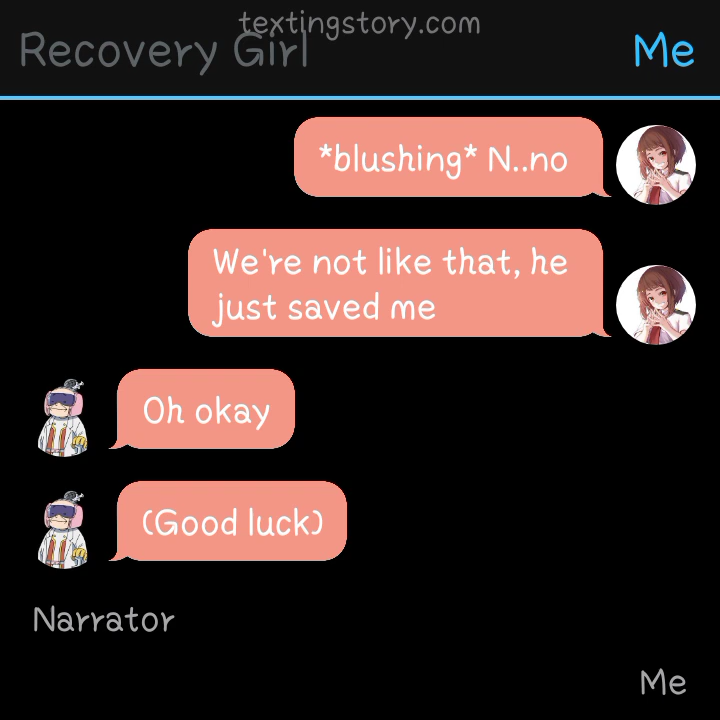 textingstory.com
Recovery Girl
Me
*blushing* N..no
We're not like that, he
just saved me
Oh okay
(Good luck)
Narrator
Me